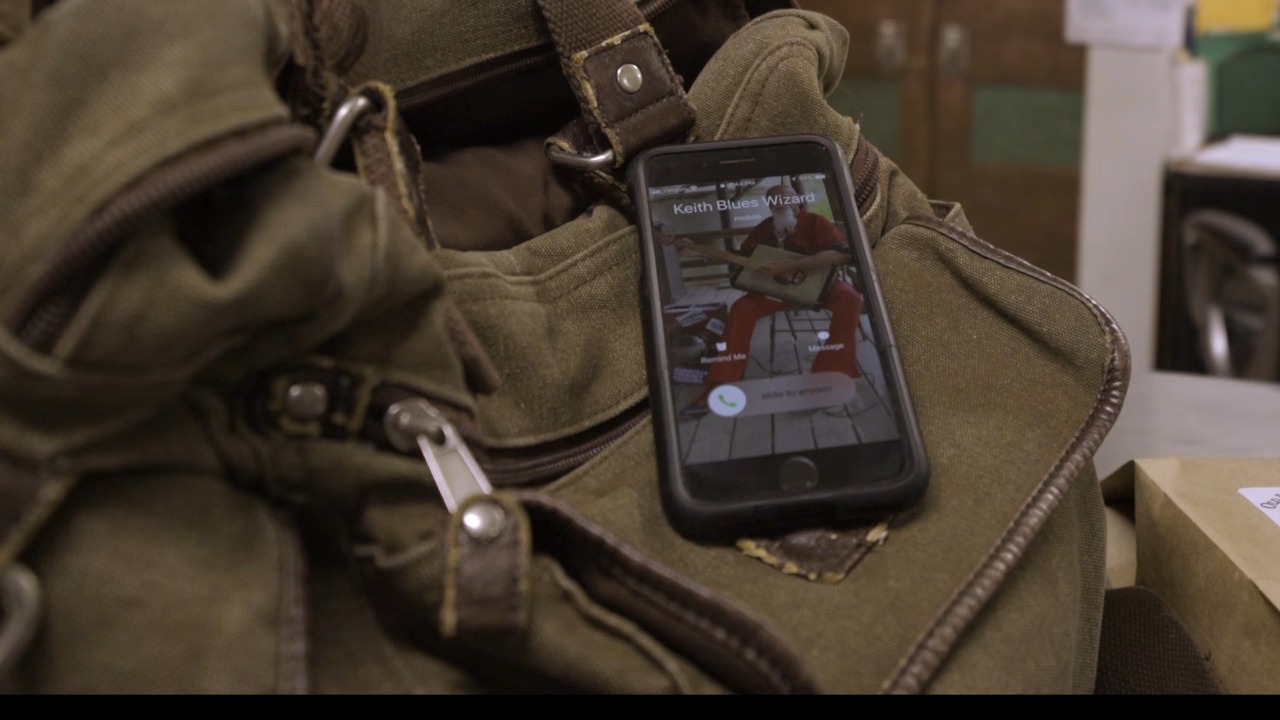 Keith Blues Wizard
mobile
Remind Me
Message
slide to answer